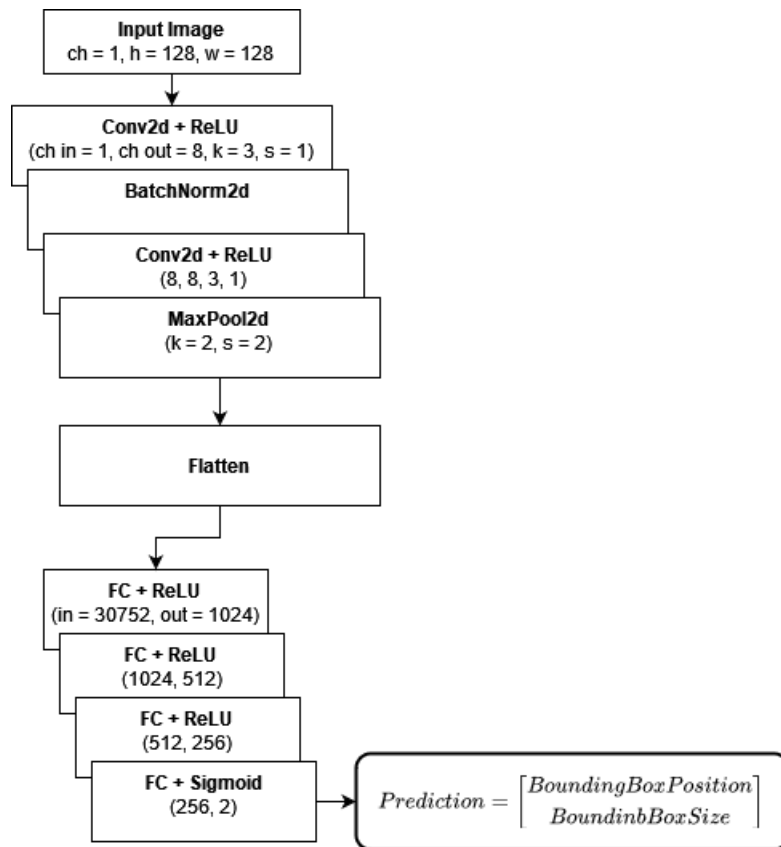 Input Image
ch = 1, h = 128, w = 128
Conv2d + ReLU
(ch in = 1, ch out = 8, k = 3, s = 1)
BatchNorm2d
Conv2d + ReLU
(8, 8, 3, 1)
MaxPool2d
(k = 2, s = 2)
Flatten
FC + ReLU
(in = 30752, out = 1024)
FC + ReLU
(1024, 512)
FC + ReLU
(512, 256)
FC + Sigmoid
(256, 2)
Prediction = [BoundingBoxPosition
BoundinbBoxSize]